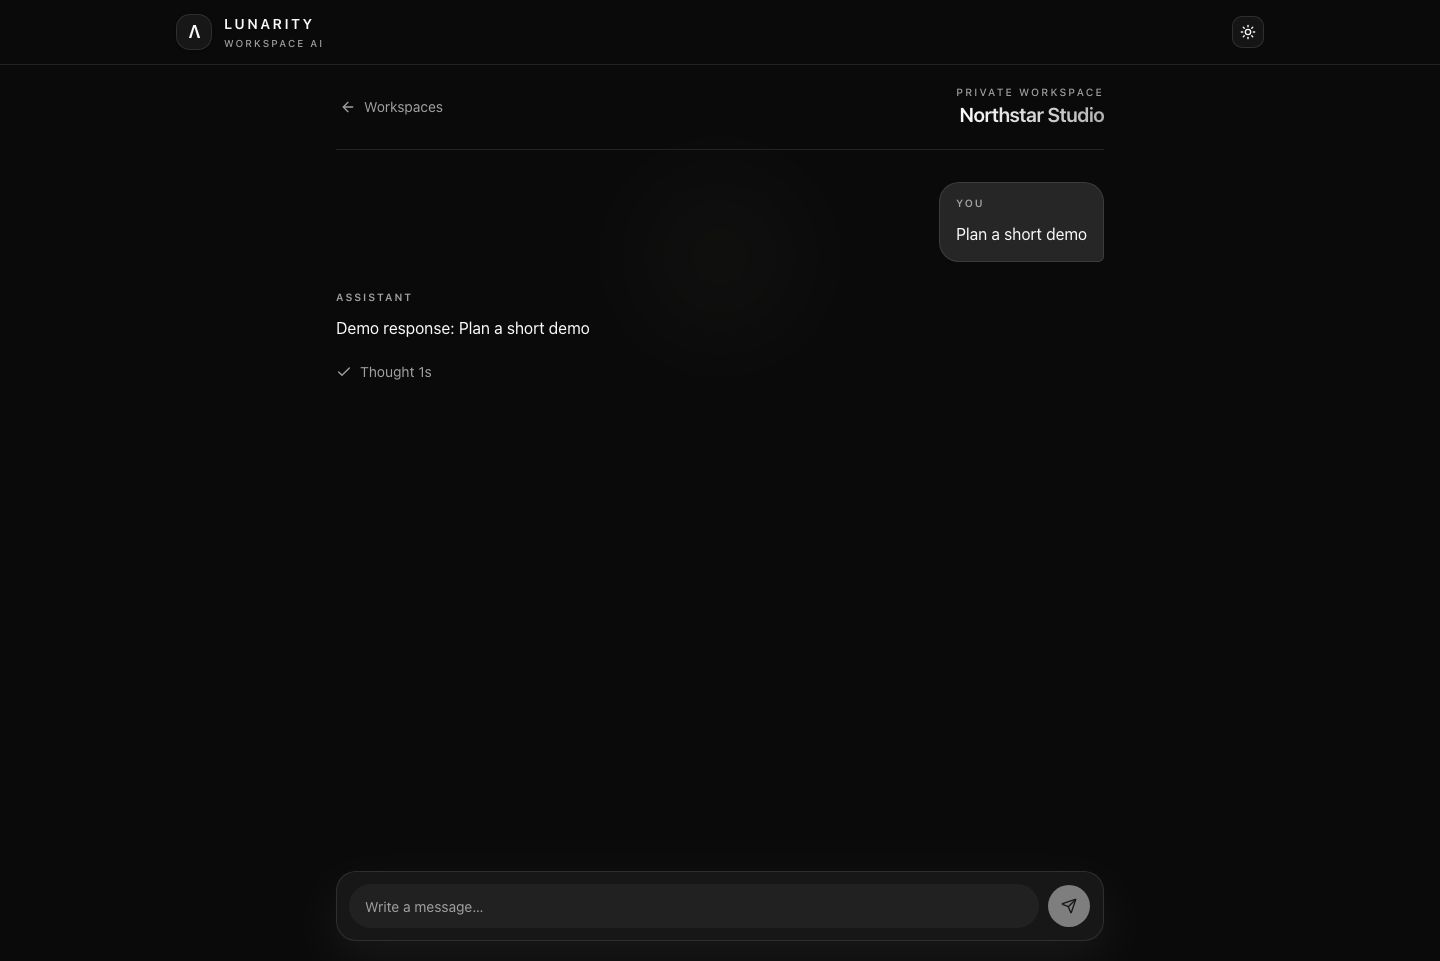 Λ
LUNARITY
WORKSPACE AI
Workspaces
PRIVATE WORKSPACE
Northstar Studio
YOU
Plan a short demo
ASSISTANT
Demo response: Plan a short demo
Thought 1s
Write a message...